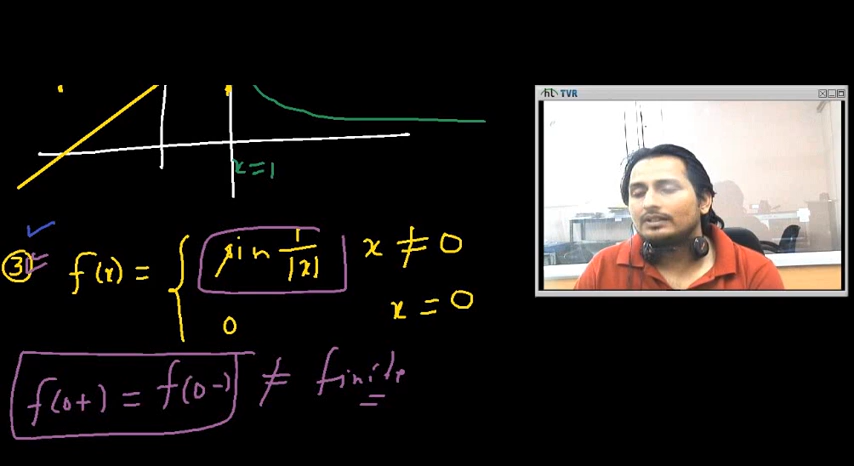 TVR
x=1
3 f(x) = { sin 1/|x| x ≠ 0
0 x = 0
f(0+) = f(0-) ≠ finite